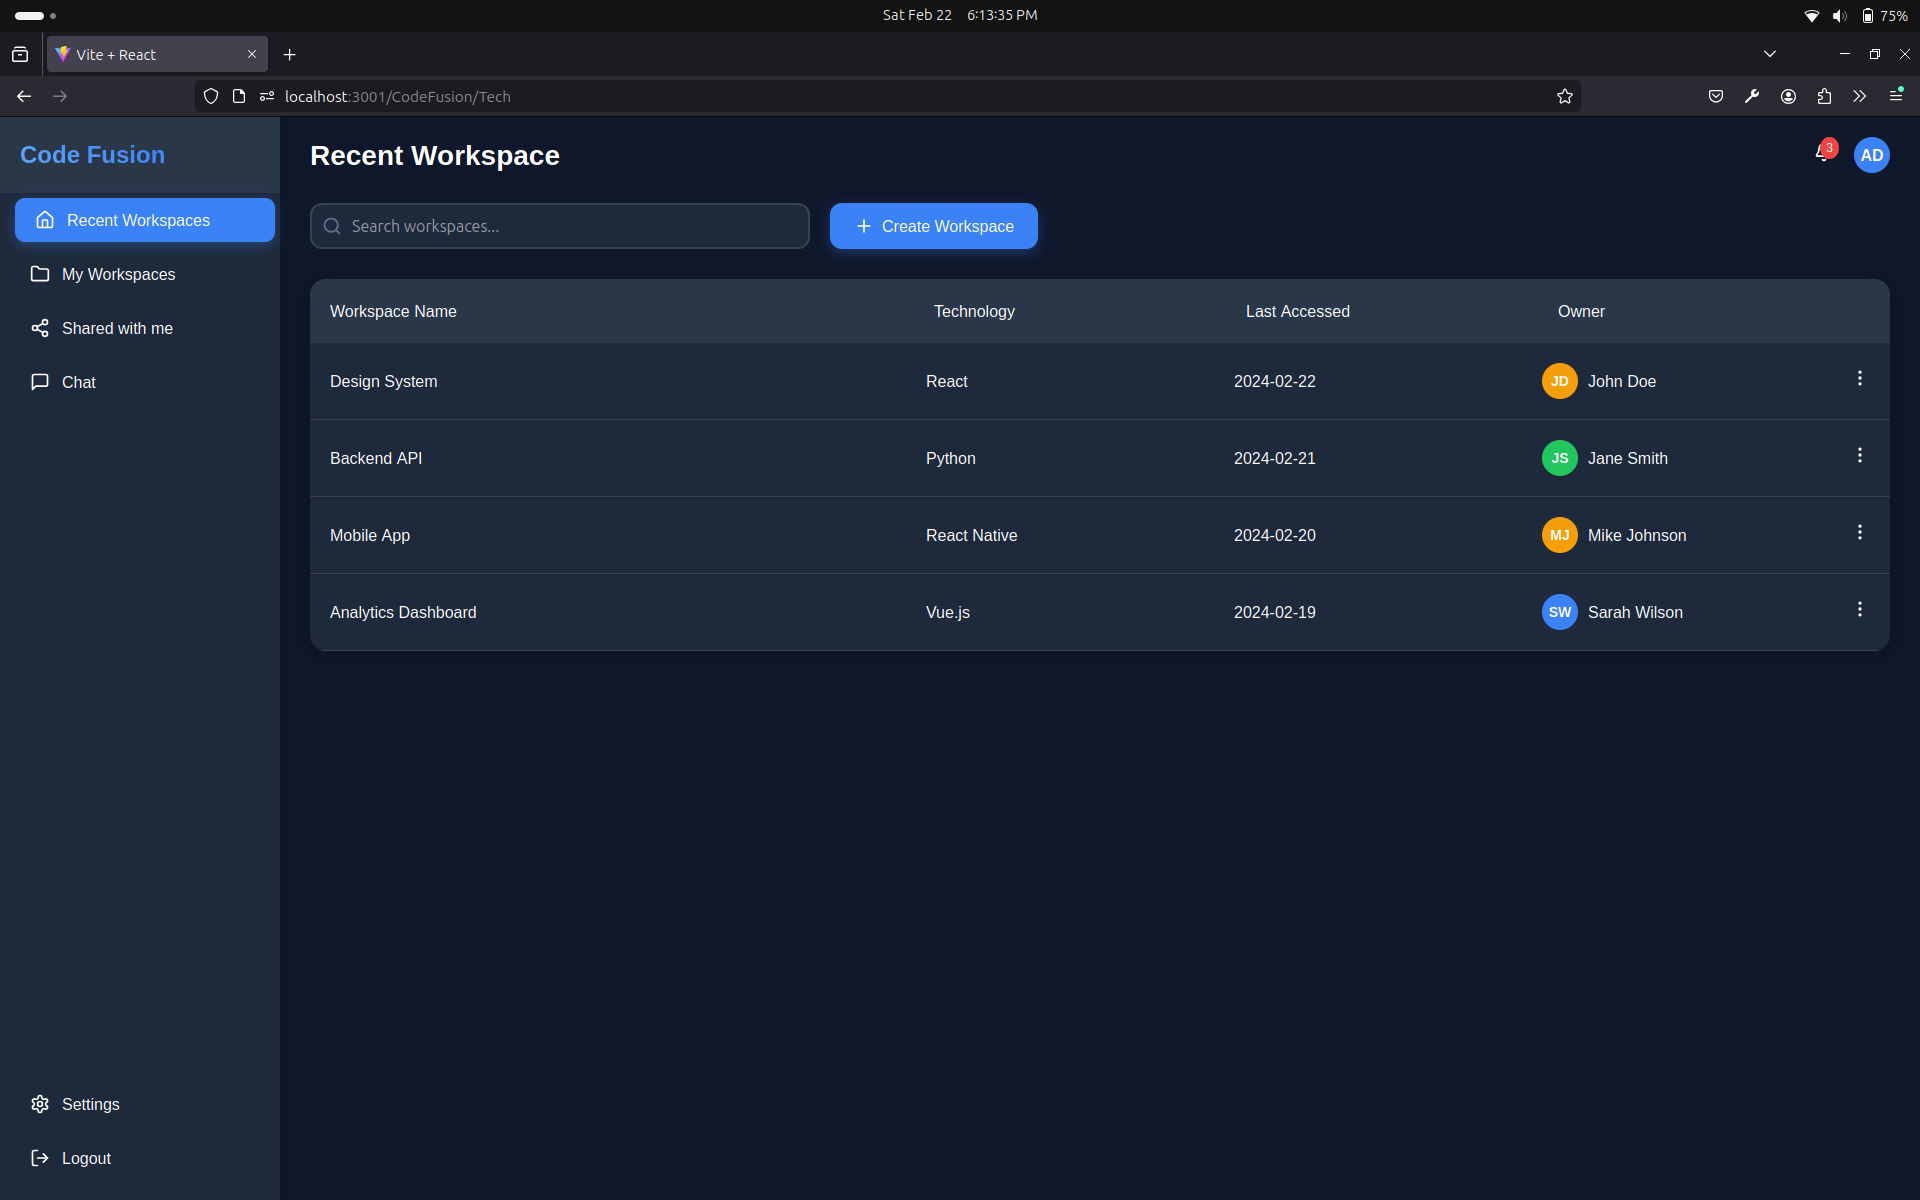 Sat Feb 22 6:13:35 PM
75%
Vite + React
localhost:3001/CodeFusion/Tech
Code Fusion
Recent Workspaces
My Workspaces
Shared with me
Chat
Settings
Logout
Recent Workspace
3
AD
Search workspaces...
Create Workspace
Workspace Name Technology Last Accessed Owner
Design System React 2024-02-22 JD John Doe
Backend API Python 2024-02-21 JS Jane Smith
Mobile App React Native 2024-02-20 MJ Mike Johnson
Analytics Dashboard Vue.js 2024-02-19 SW Sarah Wilson